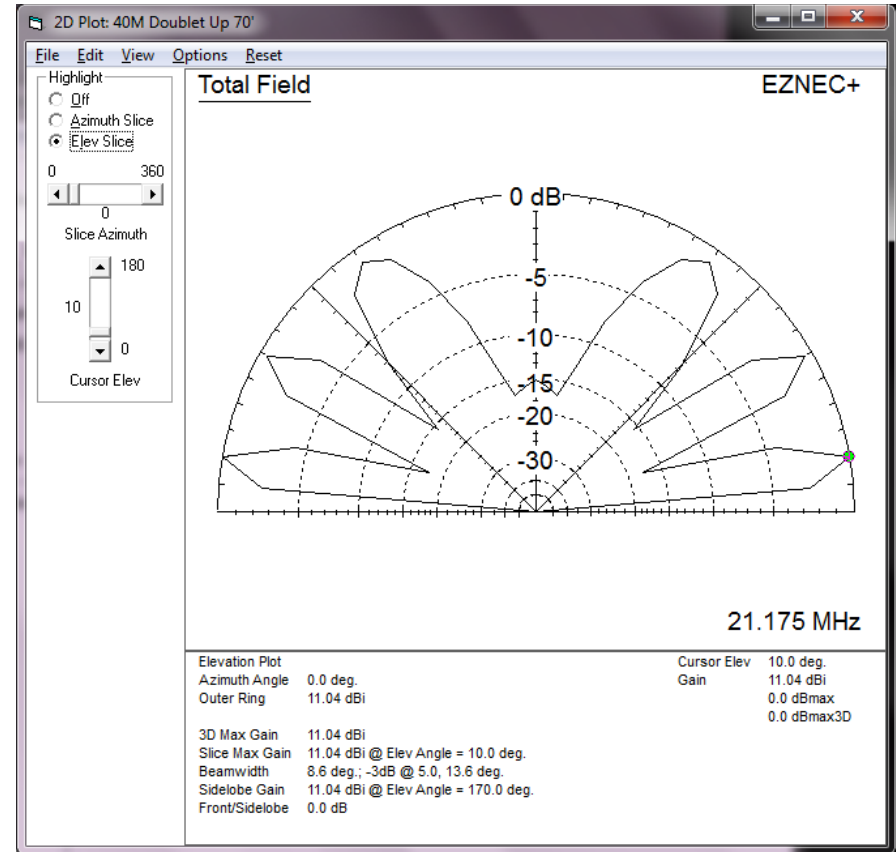 2D Plot: 40M Doublet Up 70'
File Edit View Options Reset
Highlight
Off
Azimuth Slice
Elev Slice
0 360
0
Slice Azimuth
180
10
0
Cursor Elev
Total Field EZNEC+
0 dB
-5
-10
-15
-20
-30
21.175 MHz
Elevation Plot Cursor Elev 10.0 deg.
Azimuth Angle 0.0 deg. Gain 11.04 dBi
Outer Ring 11.04 dBi 0.0 dBmax
0.0 dBmax3D
3D Max Gain 11.04 dBi
Slice Max Gain 11.04 dBi @ Elev Angle = 10.0 deg.
Beamwidth 8.6 deg.; -3dB @ 5.0, 13.6 deg.
Sidelobe Gain 11.04 dBi @ Elev Angle = 170.0 deg.
Front/Sidelobe 0.0 dB